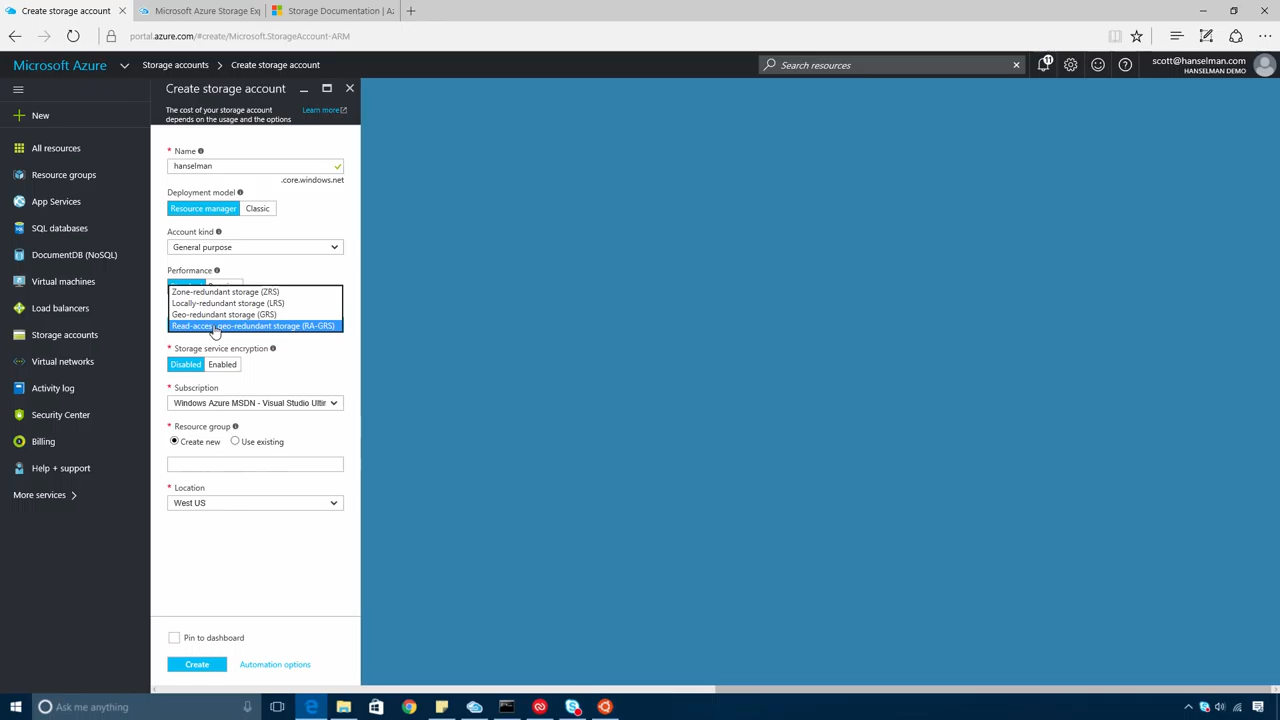 Create storage account
Microsoft Azure Storage Exp
Storage Documentation | Az
portal.azure.com/#create/Microsoft.StorageAccount-ARM
Microsoft Azure
Storage accounts
Create storage account
Search resources
scott@hanselman.com
HANSELMAN DEMO
New
All resources
Resource groups
App Services
SQL databases
DocumentDB (NoSQL)
Virtual machines
Load balancers
Storage accounts
Virtual networks
Activity log
Security Center
Billing
Help + support
More services
Create storage account
The cost of your storage account
depends on the usage and the options
Learn more
* Name
hanselman
.core.windows.net
Deployment model
Resource manager Classic
Account kind
General purpose
Performance
Zone-redundant storage (ZRS)
Locally-redundant storage (LRS)
Geo-redundant storage (GRS)
Read-access geo-redundant storage (RA-GRS)
* Storage service encryption
Disabled Enabled
* Subscription
Windows Azure MSDN - Visual Studio Ultir
* Resource group
Create new Use existing
* Location
West US
Pin to dashboard
Create
Automation options
Ask me anything